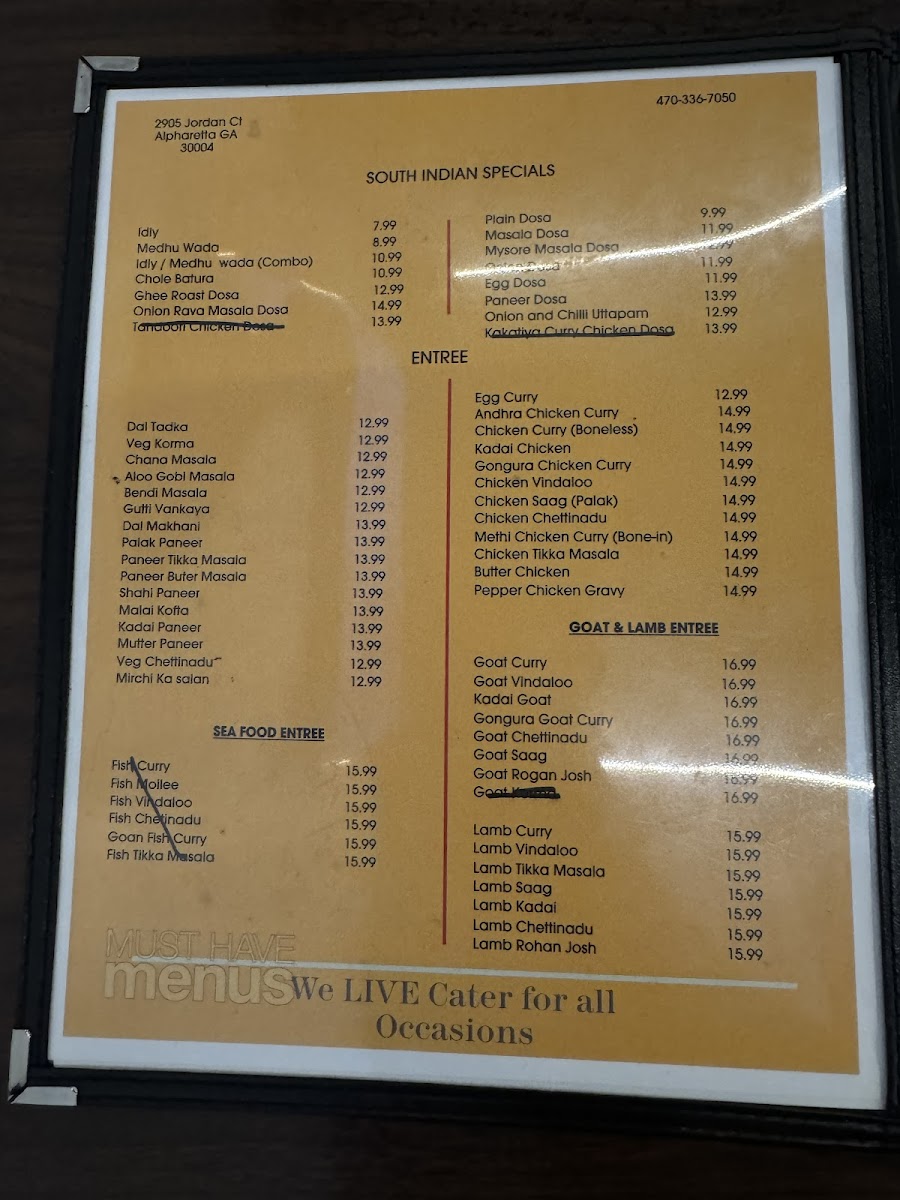 2905 Jordan Ct
Alpharetta GA
30004
470-336-7050
SOUTH INDIAN SPECIALS
Idly 7.99
Medhu Wada 8.99
Idly / Medhu wada (Combo) 10.99
Chole Batura 10.99
Ghee Roast Dosa 12.99
Onion Rava Masala Dosa 14.99
Tandoori Chicken Dosa 13.99
Plain Dosa 9.99
Masala Dosa 11.99
Mysore Masala Dosa 12.99
Onion Dosa 11.99
Egg Dosa 11.99
Paneer Dosa 13.99
Onion and Chilli Uttapam 12.99
Kakatiya Curry Chicken Dosa 13.99
ENTREE
Dal Tadka 12.99
Veg Korma 12.99
Chana Masala 12.99
Aloo Gobi Masala 12.99
Bendi Masala 12.99
Gutti Vankaya 12.99
Dal Makhani 13.99
Palak Paneer 13.99
Paneer Tikka Masala 13.99
Paneer Buter Masala 13.99
Shahi Paneer 13.99
Malai Kofta 13.99
Kadai Paneer 13.99
Mutter Paneer 13.99
Veg Chettinadu 12.99
Mirchi Ka salan 12.99
SEA FOOD ENTREE
Fish Curry 15.99
Fish Moilee 15.99
Fish Vindaloo 15.99
Fish Chetinadu 15.99
Goan Fish Curry 15.99
Fish Tikka Masala 15.99
Egg Curry 12.99
Andhra Chicken Curry 14.99
Chicken Curry (Boneless) 14.99
Kadai Chicken 14.99
Gongura Chicken Curry 14.99
Chicken Vindaloo 14.99
Chicken Saag (Palak) 14.99
Chicken Chettinadu 14.99
Methi Chicken Curry (Bone-in) 14.99
Chicken Tikka Masala 14.99
Butter Chicken 14.99
Pepper Chicken Gravy 14.99
GOAT & LAMB ENTREE
Goat Curry 16.99
Goat Vindaloo 16.99
Kadai Goat 16.99
Gongura Goat Curry 16.99
Goat Chettinadu 16.99
Goat Saag 16.99
Goat Rogan Josh 16.99
Goat 16.99
Lamb Curry 15.99
Lamb Vindaloo 15.99
Lamb Tikka Masala 15.99
Lamb Saag 15.99
Lamb Kadai 15.99
Lamb Chettinadu 15.99
Lamb Rohan Josh 15.99
MUST HAVE
menus
We LIVE Cater for all
Occasions